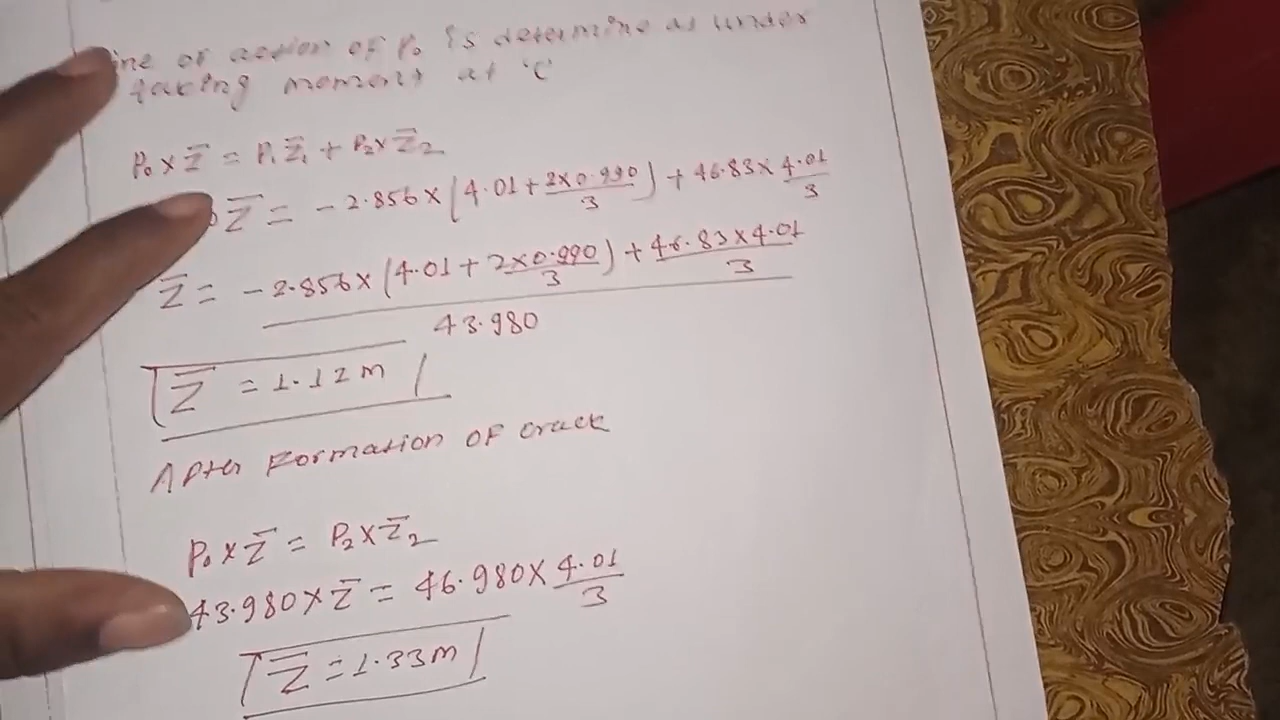 ine of action of P₀ is determine as under
taking moment at 'C'
P₀ × Z̅ = P₁Z̅₁ + P₂×Z̅₂
Z̅ = -2.856 × (4.01 + 2×0.990/3) + 46.83 × 4.01/3
Z̅ = -2.856 × (4.01 + 2×0.990/3) + 46.83×4.01/3
43.980
Z̅ = 1.12 m
After Formation OF crack
P₀ × Z̅ = P₂×Z̅₂
43.980 × Z̅ = 46.980 × 4.01/3
Z̅ = 1.33m